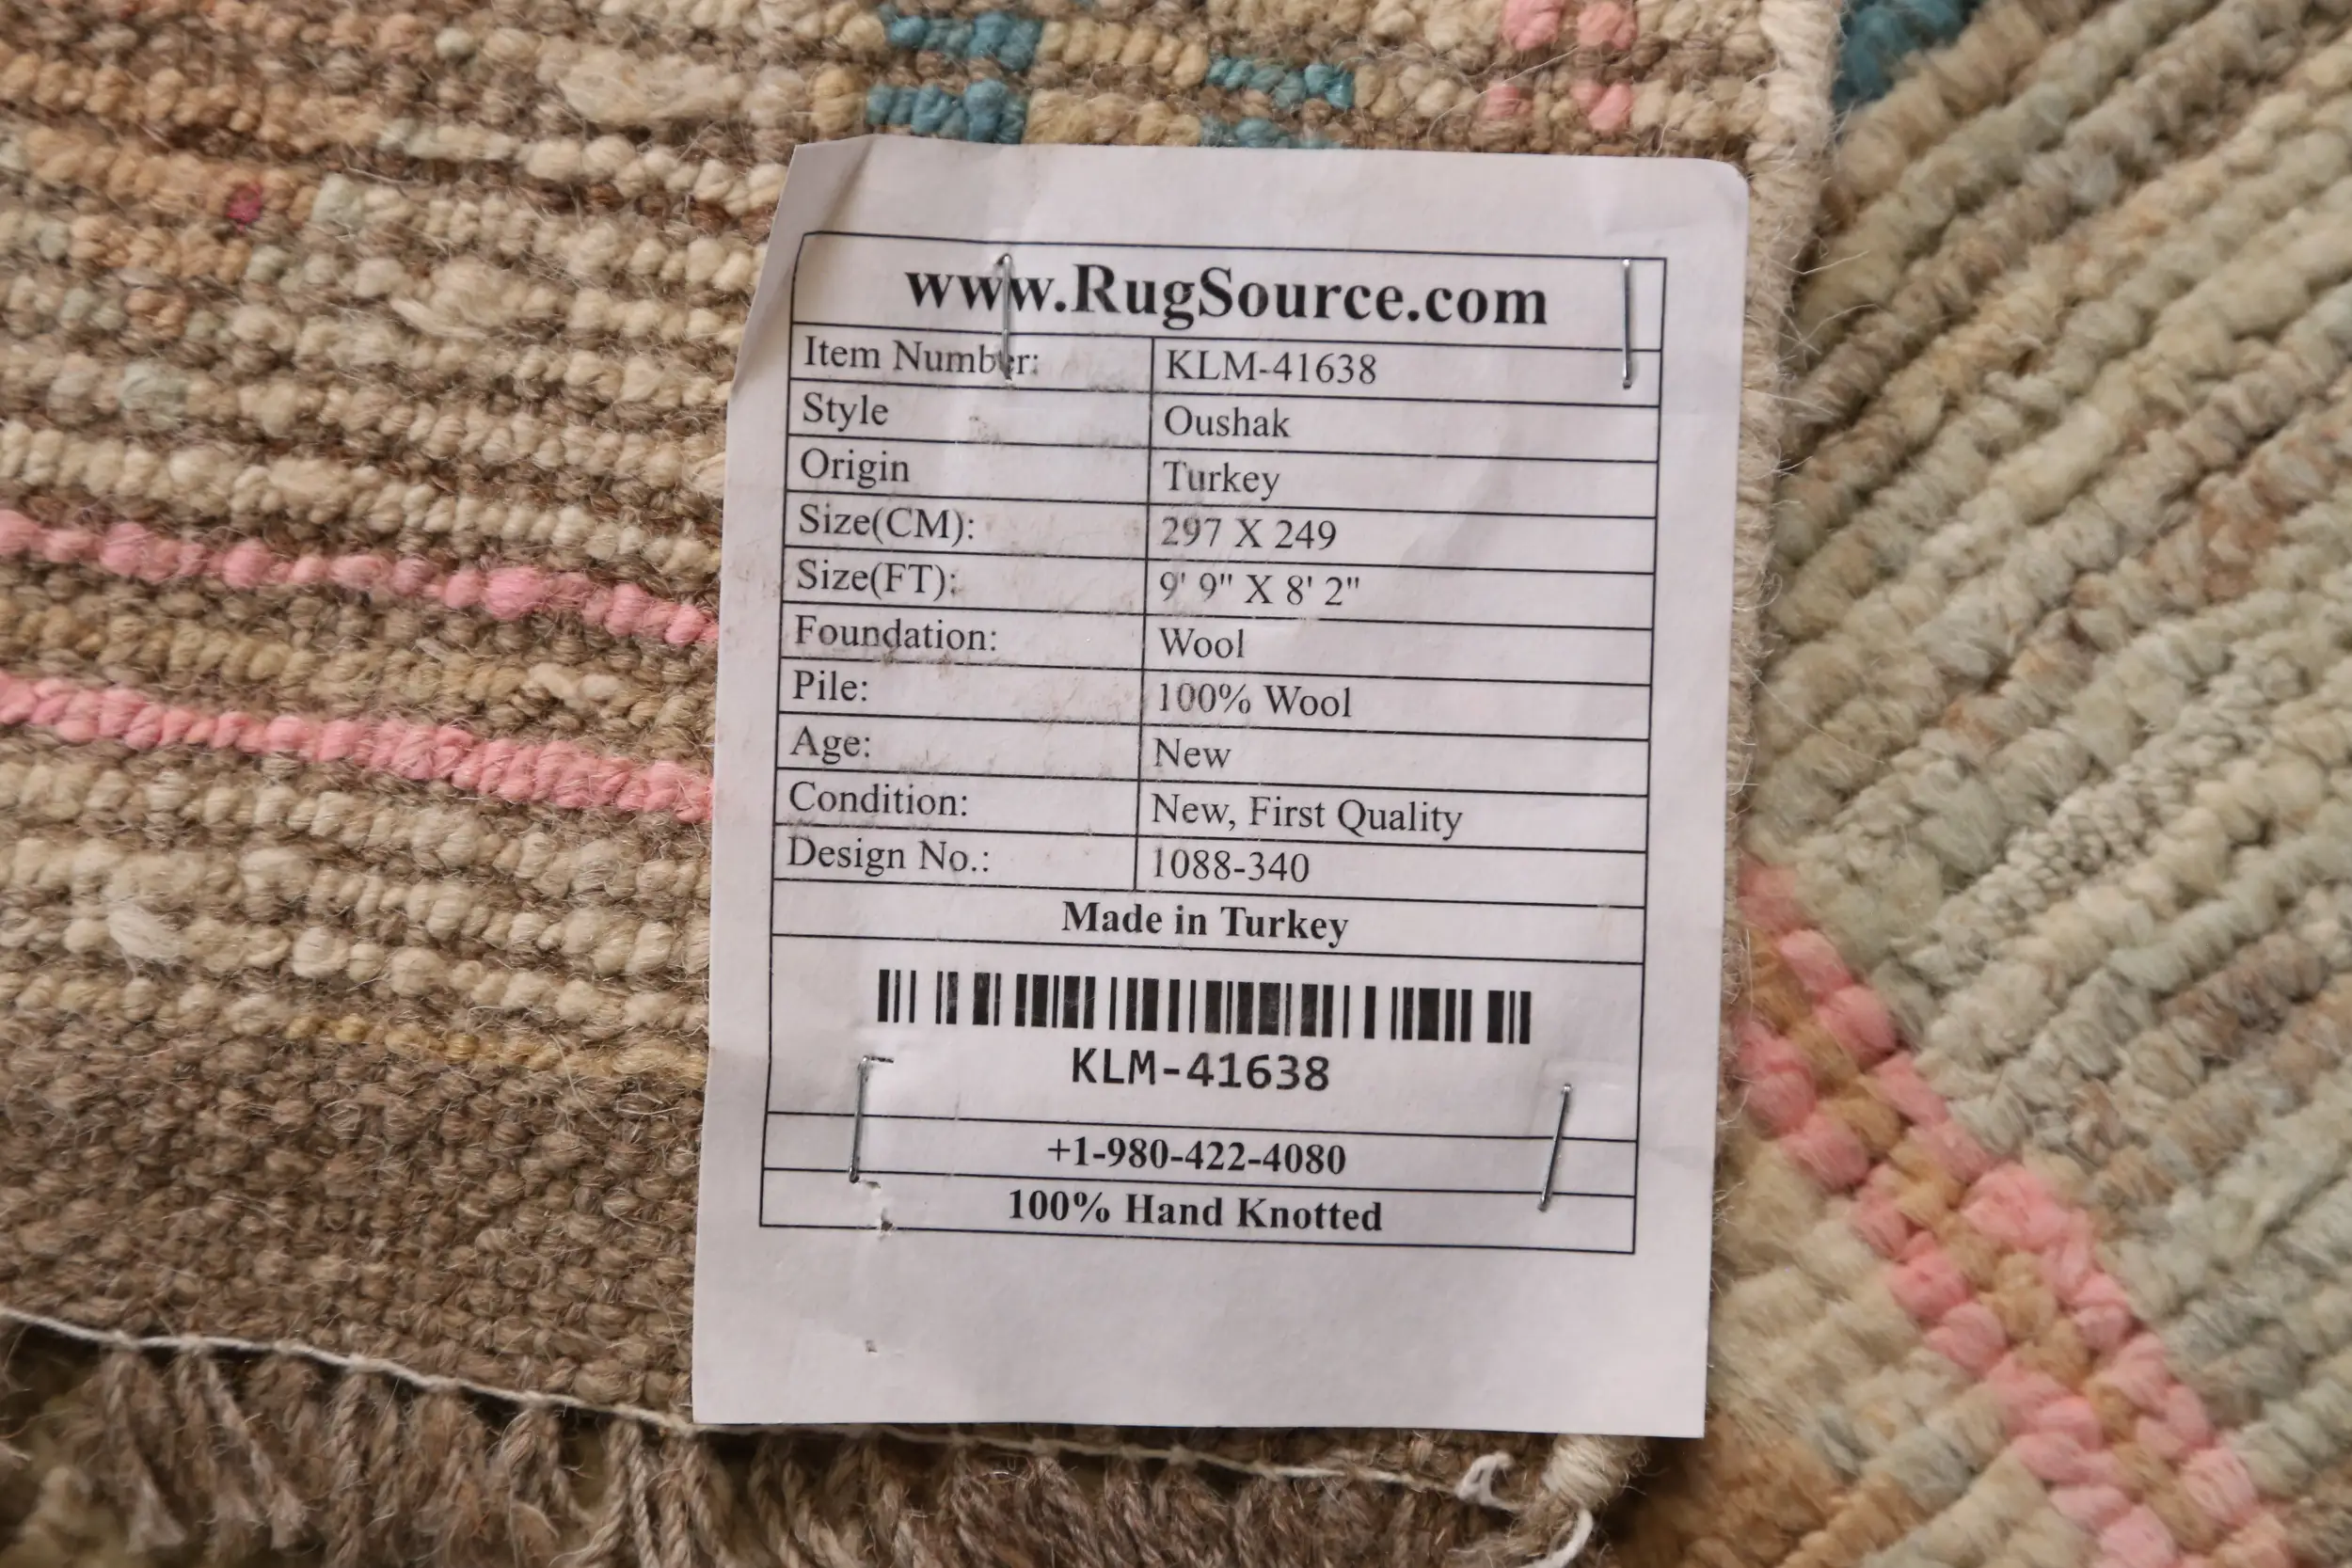 www.RugSource.com
Item Number: KLM-41638
Style Oushak
Origin Turkey
Size(CM): 297 X 249
Size(FT): 9' 9" X 8' 2"
Foundation: Wool
Pile: 100% Wool
Age: New
Condition: New, First Quality
Design No.: 1088-340
Made in Turkey
KLM-41638
+1-980-422-4080
100% Hand Knotted